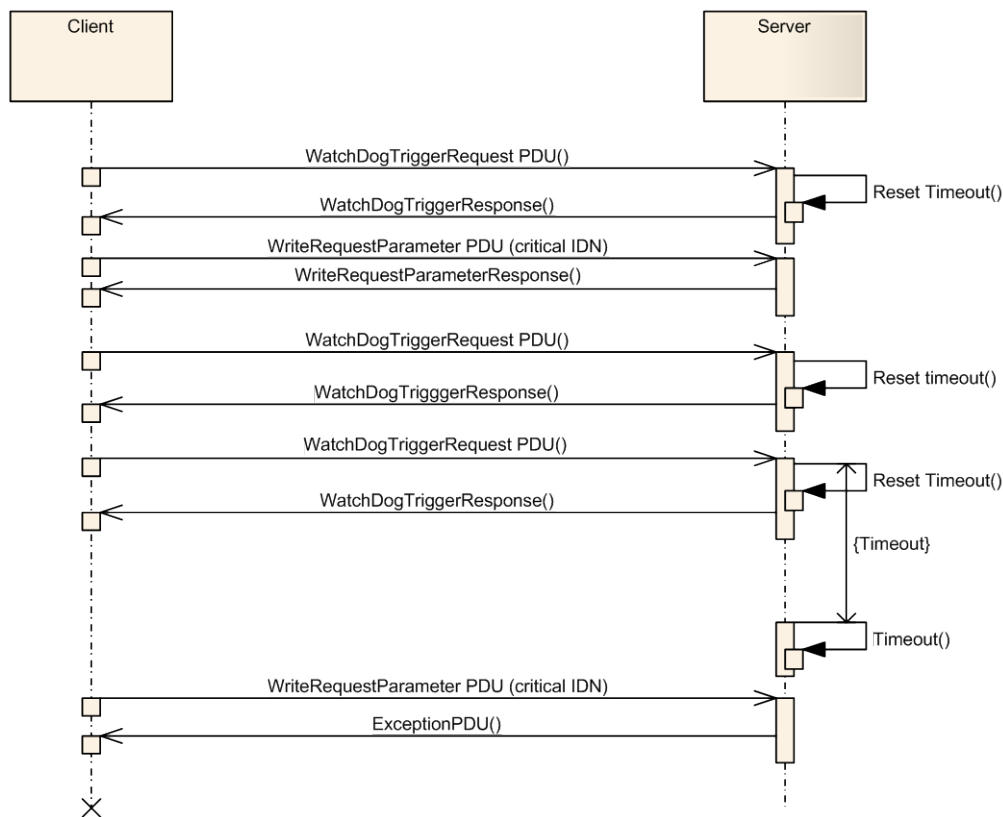 Client
Server
WatchDogTriggerRequest PDU()
Reset Timeout()
WatchDogTriggerResponse()
WriteRequestParameter PDU (critical IDN)
WriteRequestParameterResponse()
WatchDogTriggerRequest PDU()
Reset timeout()
WatchDogTrigggerResponse()
WatchDogTriggerRequest PDU()
Reset Timeout()
WatchDogTriggerResponse()
{Timeout}
Timeout()
WriteRequestParameter PDU (critical IDN)
ExceptionPDU()